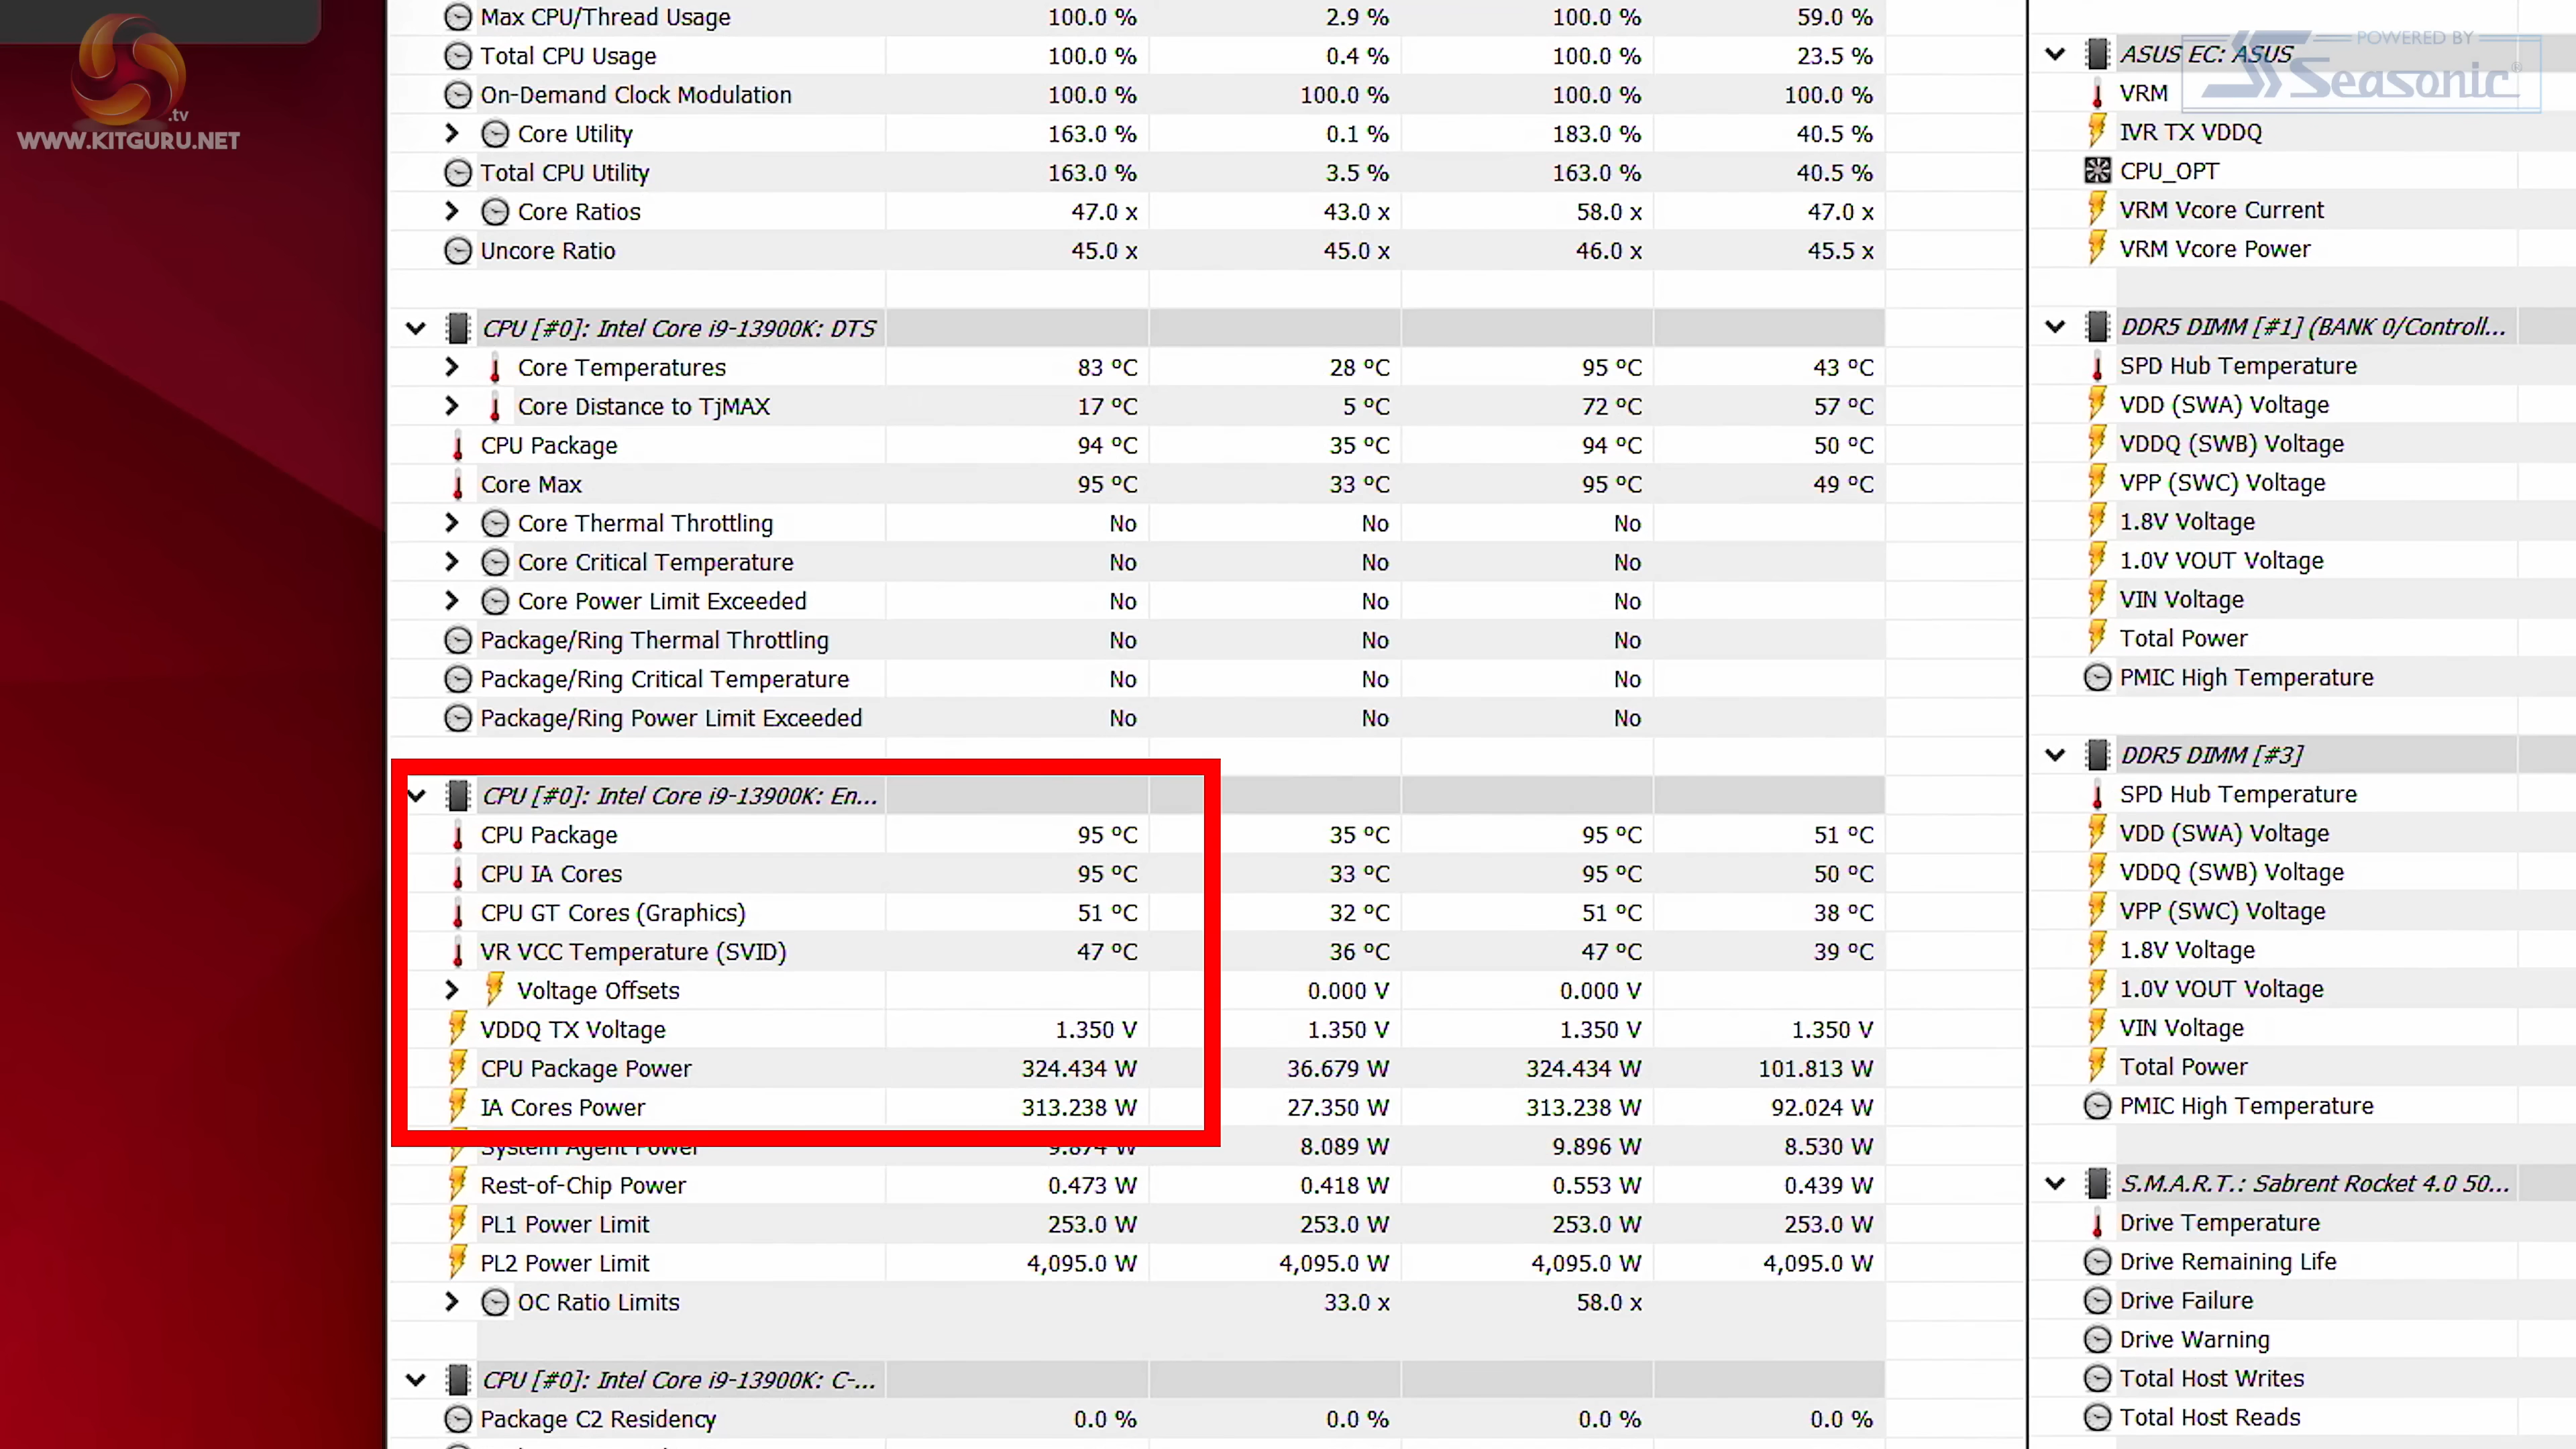 .tv
WWW.KITGURU.NET
POWERED BY
Seasonic®
Max CPU/Thread Usage 100.0 % 2.9 % 100.0 % 59.0 %
Total CPU Usage 100.0 % 0.4 % 100.0 % 23.5 %
On-Demand Clock Modulation 100.0 % 100.0 % 100.0 % 100.0 %
Core Utility 163.0 % 0.1 % 183.0 % 40.5 %
Total CPU Utility 163.0 % 3.5 % 163.0 % 40.5 %
Core Ratios 47.0 x 43.0 x 58.0 x 47.0 x
Uncore Ratio 45.0 x 45.0 x 46.0 x 45.5 x
CPU [#0]: Intel Core i9-13900K: DTS
Core Temperatures 83 °C 28 °C 95 °C 43 °C
Core Distance to TjMAX 17 °C 5 °C 72 °C 57 °C
CPU Package 94 °C 35 °C 94 °C 50 °C
Core Max 95 °C 33 °C 95 °C 49 °C
Core Thermal Throttling No No No
Core Critical Temperature No No No
Core Power Limit Exceeded No No No
Package/Ring Thermal Throttling No No No
Package/Ring Critical Temperature No No No
Package/Ring Power Limit Exceeded No No No
CPU [#0]: Intel Core i9-13900K: En...
CPU Package 95 °C 35 °C 95 °C 51 °C
CPU IA Cores 95 °C 33 °C 95 °C 50 °C
CPU GT Cores (Graphics) 51 °C 32 °C 51 °C 38 °C
VR VCC Temperature (SVID) 47 °C 36 °C 47 °C 39 °C
Voltage Offsets 0.000 V 0.000 V
VDDQ TX Voltage 1.350 V 1.350 V 1.350 V 1.350 V
CPU Package Power 324.434 W 36.679 W 324.434 W 101.813 W
IA Cores Power 313.238 W 27.350 W 313.238 W 92.024 W
System Agent Power 9.874 W 8.089 W 9.896 W 8.530 W
Rest-of-Chip Power 0.473 W 0.418 W 0.553 W 0.439 W
PL1 Power Limit 253.0 W 253.0 W 253.0 W 253.0 W
PL2 Power Limit 4,095.0 W 4,095.0 W 4,095.0 W 4,095.0 W
OC Ratio Limits 33.0 x 58.0 x
CPU [#0]: Intel Core i9-13900K: C-...
Package C2 Residency 0.0 % 0.0 % 0.0 % 0.0 %
ASUS EC: ASUS
VRM
IVR TX VDDQ
CPU_OPT
VRM Vcore Current
VRM Vcore Power
DDR5 DIMM [#1] (BANK 0/Controll...
SPD Hub Temperature
VDD (SWA) Voltage
VDDQ (SWB) Voltage
VPP (SWC) Voltage
1.8V Voltage
1.0V VOUT Voltage
VIN Voltage
Total Power
PMIC High Temperature
DDR5 DIMM [#3]
SPD Hub Temperature
VDD (SWA) Voltage
VDDQ (SWB) Voltage
VPP (SWC) Voltage
1.8V Voltage
1.0V VOUT Voltage
VIN Voltage
Total Power
PMIC High Temperature
S.M.A.R.T.: Sabrent Rocket 4.0 50...
Drive Temperature
Drive Remaining Life
Drive Failure
Drive Warning
Total Host Writes
Total Host Reads